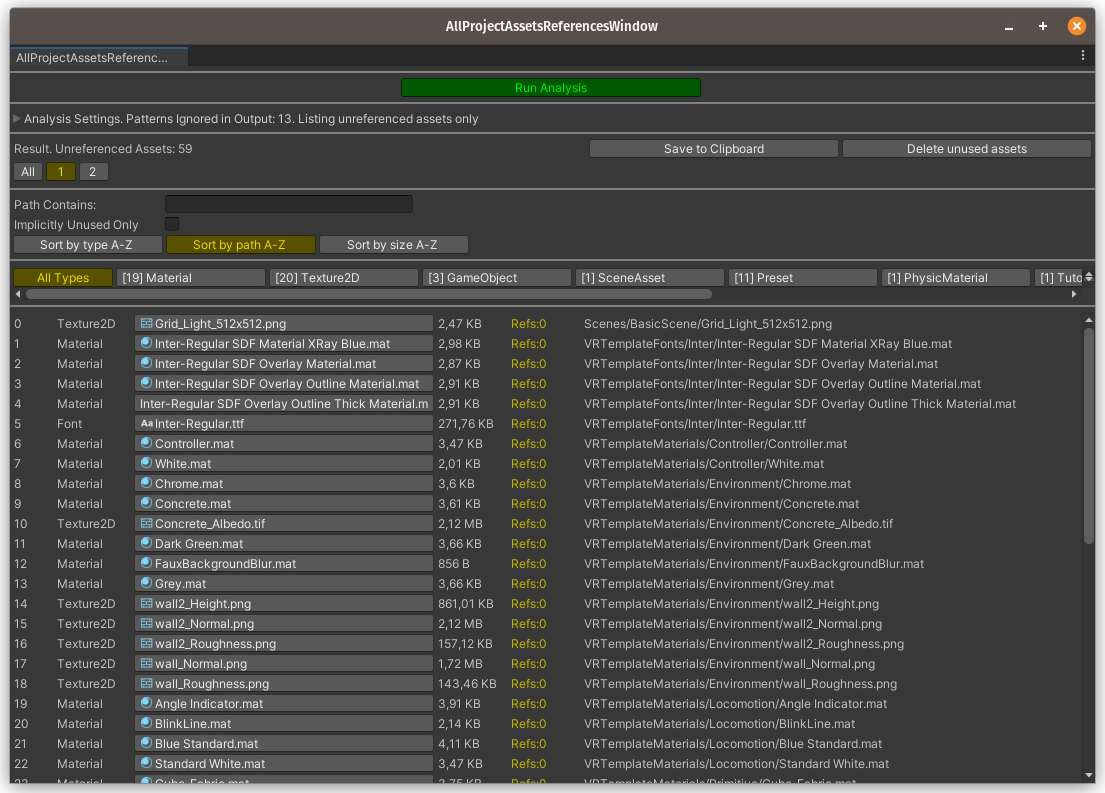 AllProjectAssetsReferencesWindow
AllProjectAssetsReferenc...
Run Analysis
Analysis Settings. Patterns Ignored in Output: 13. Listing unreferenced assets only
Result. Unreferenced Assets: 59 Save to Clipboard Delete unused assets
All 1 2
Path Contains:
Implicitly Unused Only
Sort by type A-Z Sort by path A-Z Sort by size A-Z
All Types [19] Material [20] Texture2D [3] GameObject [1] SceneAsset [11] Preset [1] PhysicMaterial [1] Tuto
0 Texture2D Grid_Light_512x512.png 2,47 KB Refs:0 Scenes/BasicScene/Grid_Light_512x512.png
1 Material Inter-Regular SDF Material XRay Blue.mat 2,98 KB Refs:0 VRTemplateFonts/Inter/Inter-Regular SDF Material XRay Blue.mat
2 Material Inter-Regular SDF Overlay Material.mat 2,87 KB Refs:0 VRTemplateFonts/Inter/Inter-Regular SDF Overlay Material.mat
3 Material Inter-Regular SDF Overlay Outline Material.mat 2,91 KB Refs:0 VRTemplateFonts/Inter/Inter-Regular SDF Overlay Outline Material.mat
4 Material Inter-Regular SDF Overlay Outline Thick Material.m 2,91 KB Refs:0 VRTemplateFonts/Inter/Inter-Regular SDF Overlay Outline Thick Material.mat
5 Font Aa Inter-Regular.ttf 271,76 KB Refs:0 VRTemplateFonts/Inter/Inter-Regular.ttf
6 Material Controller.mat 3,47 KB Refs:0 VRTemplateMaterials/Controller/Controller.mat
7 Material White.mat 2,01 KB Refs:0 VRTemplateMaterials/Controller/White.mat
8 Material Chrome.mat 3,6 KB Refs:0 VRTemplateMaterials/Environment/Chrome.mat
9 Material Concrete.mat 3,61 KB Refs:0 VRTemplateMaterials/Environment/Concrete.mat
10 Texture2D Concrete_Albedo.tif 2,12 MB Refs:0 VRTemplateMaterials/Environment/Concrete_Albedo.tif
11 Material Dark Green.mat 3,66 KB Refs:0 VRTemplateMaterials/Environment/Dark Green.mat
12 Material FauxBackgroundBlur.mat 856 B Refs:0 VRTemplateMaterials/Environment/FauxBackgroundBlur.mat
13 Material Grey.mat 3,66 KB Refs:0 VRTemplateMaterials/Environment/Grey.mat
14 Texture2D wall2_Height.png 861,01 KB Refs:0 VRTemplateMaterials/Environment/wall2_Height.png
15 Texture2D wall2_Normal.png 2,12 MB Refs:0 VRTemplateMaterials/Environment/wall2_Normal.png
16 Texture2D wall2_Roughness.png 157,12 KB Refs:0 VRTemplateMaterials/Environment/wall2_Roughness.png
17 Texture2D wall_Normal.png 1,72 MB Refs:0 VRTemplateMaterials/Environment/wall_Normal.png
18 Texture2D wall_Roughness.png 143,46 KB Refs:0 VRTemplateMaterials/Environment/wall_Roughness.png
19 Material Angle Indicator.mat 3,91 KB Refs:0 VRTemplateMaterials/Locomotion/Angle Indicator.mat
20 Material BlinkLine.mat 2,14 KB Refs:0 VRTemplateMaterials/Locomotion/BlinkLine.mat
21 Material Blue Standard.mat 4,11 KB Refs:0 VRTemplateMaterials/Locomotion/Blue Standard.mat
22 Material Standard White.mat 3,47 KB Refs:0 VRTemplateMaterials/Locomotion/Standard White.mat
23 Material Cube-Fabric.mat 3,75 KB Refs:0 VRTemplateMaterials/Primitive/Cube-Fabric.mat